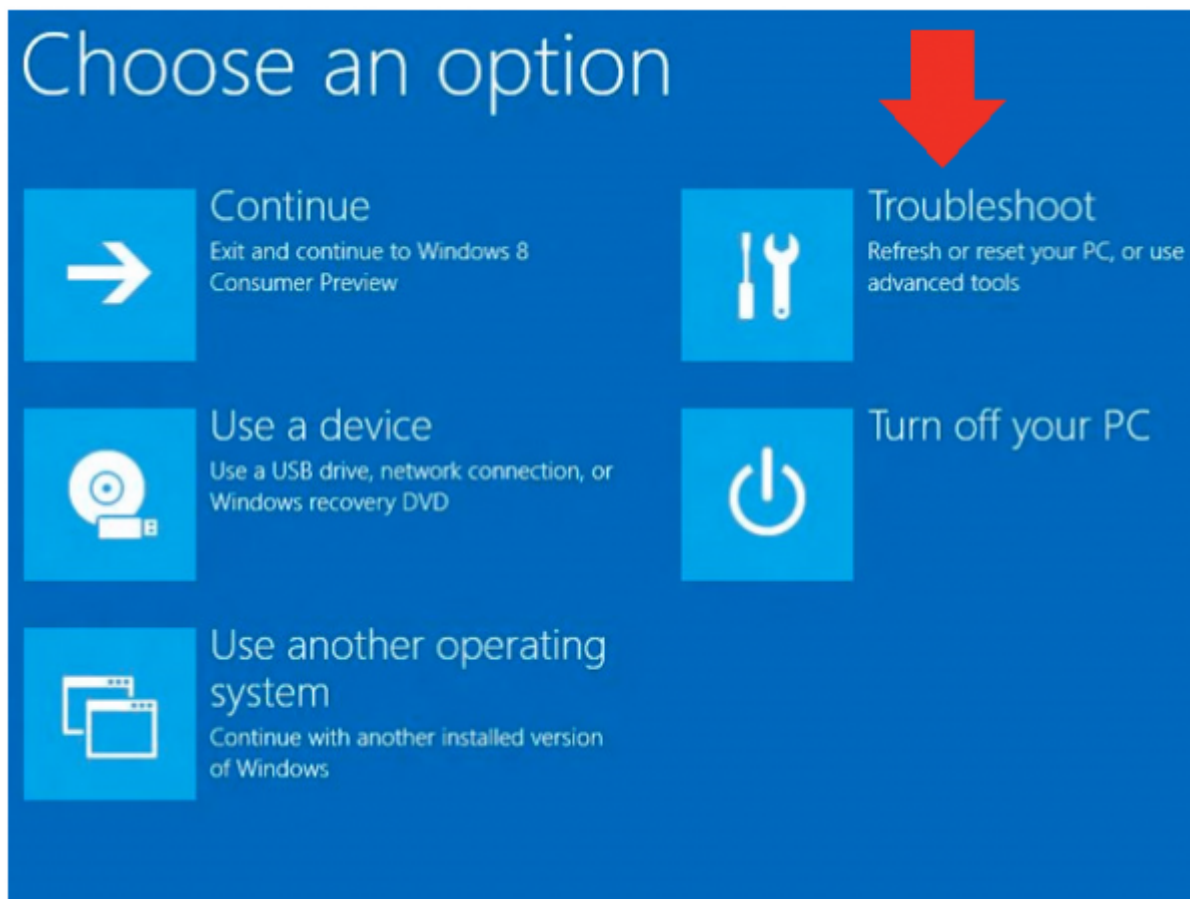 Choose an option
Continue
Exit and continue to Windows 8
Consumer Preview
Use a device
Use a USB drive, network connection, or
Windows recovery DVD
Use another operating
system
Continue with another installed version
of Windows
Troubleshoot
Refresh or reset your PC, or use
advanced tools
Turn off your PC